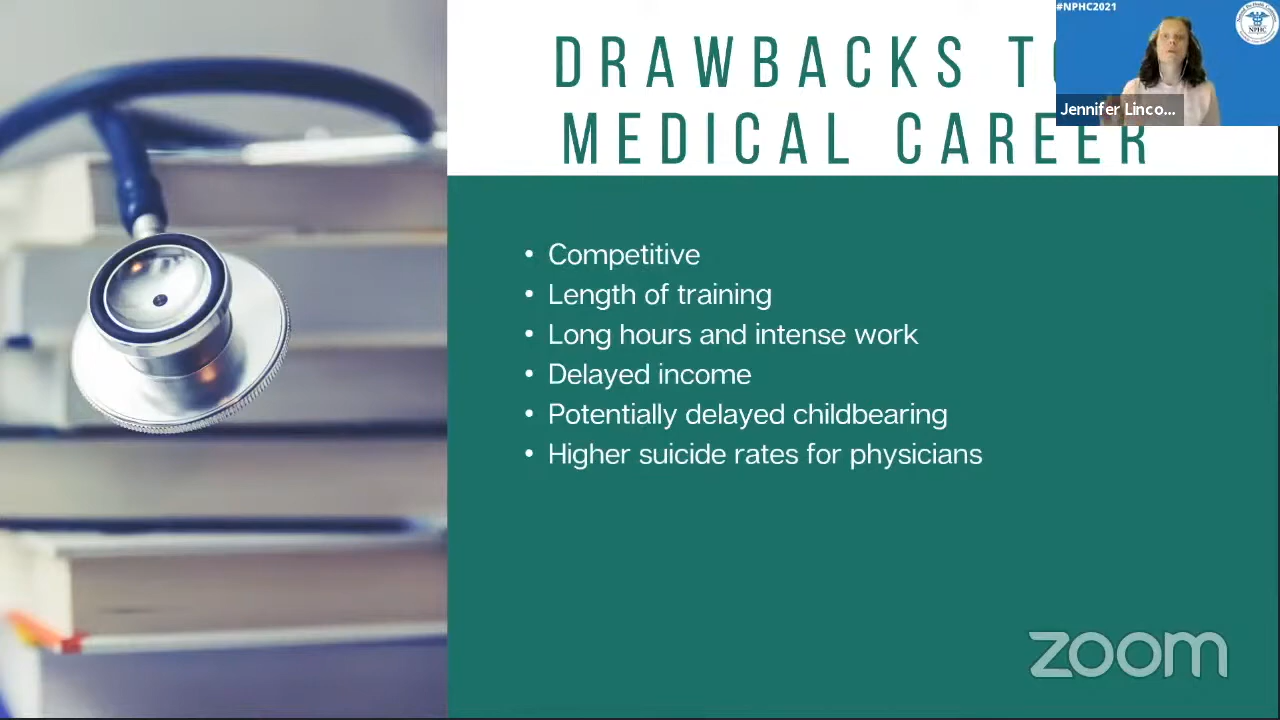 #NPHC2021
NPHC
DRAWBACKS
MEDICAL CAREER
Jennifer Linco...
• Competitive
• Length of training
• Long hours and intense work
• Delayed income
• Potentially delayed childbearing
• Higher suicide rates for physicians
zoom